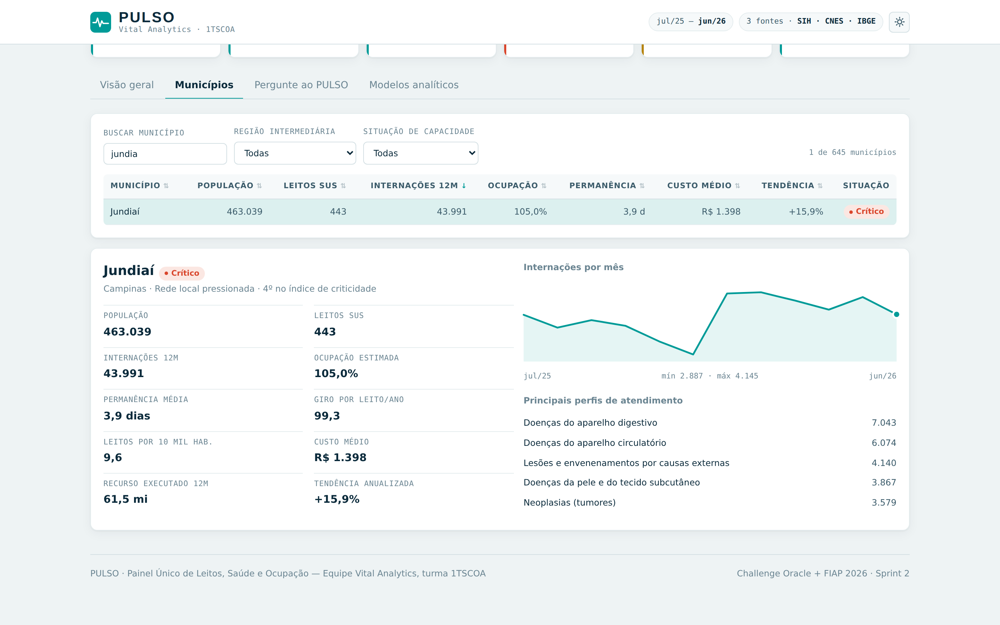 PULSO
Vital Analytics · 1TSCOA
jul/25 — jun/26
3 fontes · SIH · CNES · IBGE
Visão geral
Municípios
Pergunte ao PULSO
Modelos analíticos
BUSCAR MUNICÍPIO
REGIÃO INTERMEDIÁRIA
SITUAÇÃO DE CAPACIDADE
jundia
Todas
Todas
1 de 645 municípios
MUNICÍPIO ⇅ POPULAÇÃO ⇅ LEITOS SUS ⇅ INTERNAÇÕES 12M ↓ OCUPAÇÃO ⇅ PERMANÊNCIA ⇅ CUSTO MÉDIO ⇅ TENDÊNCIA ⇅ SITUAÇÃO
Jundiaí 463.039 443 43.991 105,0% 3,9 d R$ 1.398 +15,9% Crítico
Jundiaí Crítico
Campinas · Rede local pressionada · 4º no índice de criticidade
POPULAÇÃO
463.039
LEITOS SUS
443
INTERNAÇÕES 12M
43.991
OCUPAÇÃO ESTIMADA
105,0%
PERMANÊNCIA MÉDIA
3,9 dias
GIRO POR LEITO/ANO
99,3
LEITOS POR 10 MIL HAB.
9,6
CUSTO MÉDIO
R$ 1.398
RECURSO EXECUTADO 12M
61,5 mi
TENDÊNCIA ANUALIZADA
+15,9%
Internações por mês
jul/25 mín 2.887 · máx 4.145 jun/26
Principais perfis de atendimento
Doenças do aparelho digestivo 7.043
Doenças do aparelho circulatório 6.074
Lesões e envenenamentos por causas externas 4.140
Doenças da pele e do tecido subcutâneo 3.867
Neoplasias (tumores) 3.579
PULSO · Painel Único de Leitos, Saúde e Ocupação — Equipe Vital Analytics, turma 1TSCOA
Challenge Oracle + FIAP 2026 · Sprint 2